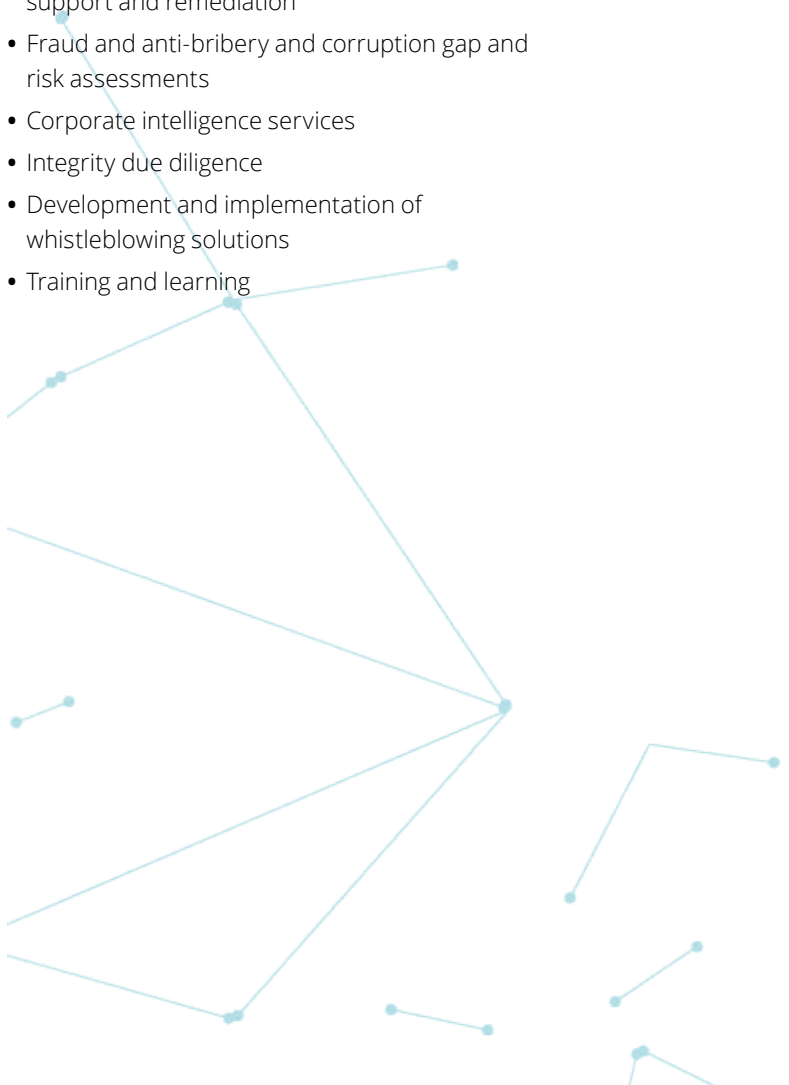 support and remediation
• Fraud and anti-bribery and corruption gap and
risk assessments
• Corporate intelligence services
• Integrity due diligence
• Development and implementation of
whistleblowing solutions
• Training and learning